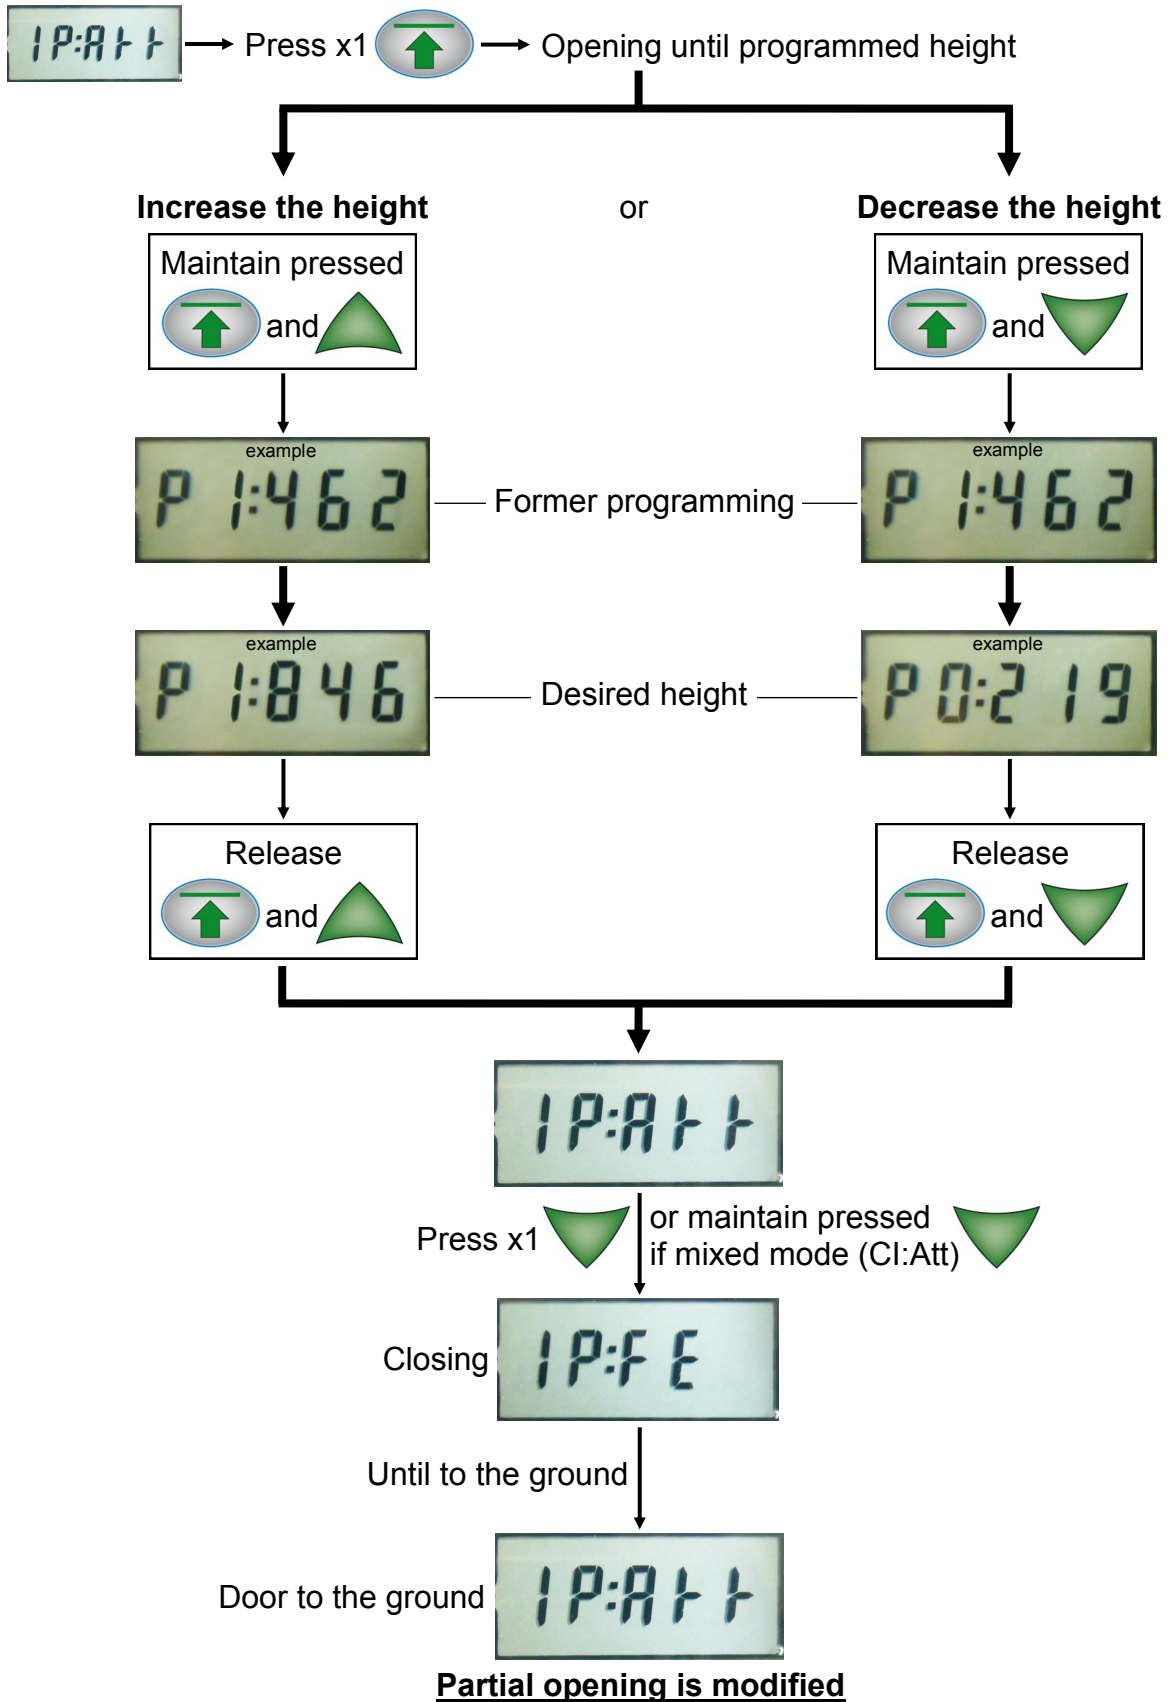 IP:Att Press x1 Opening until programmed height
Increase the height or Decrease the height
Maintain pressed Maintain pressed
and and
example example
P 1:462 Former programming P 1:462
example example
P 1:846 Desired height P0:219
Release Release
and and
IP:Att
Press x1 or maintain pressed
if mixed mode (CI:Att)
Closing IP:FE
Until to the ground
Door to the ground IP:Att
Partial opening is modified